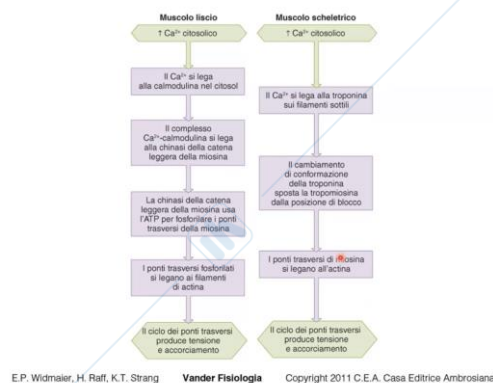 Muscolo liscio
↑ Ca²⁺ citosolico
Il Ca²⁺ si lega
alla calmodulina nel citosol
Il complesso
Ca²⁺-calmodulina si lega
alla chinasi della catena
leggera della miosina
La chinasi della catena
leggera della miosina usa
l'ATP per fosforilare i ponti
trasversi della miosina
I ponti trasversi fosforilati
si legano ai filamenti
di actina
Il ciclo dei ponti trasversi
produce tensione
e accorciamento
Muscolo scheletrico
↑ Ca²⁺ citosolico
Il Ca²⁺ si lega alla troponina
sui filamenti sottili
Il cambiamento
di conformazione
della troponina
sposta la tropomiosina
dalla posizione di blocco
I ponti trasversi di miosina
si legano all'actina
Il ciclo dei ponti trasversi
produce tensione
e accorciamento
E.P. Widmaier, H. Raff, K.T. Strang Vander Fisiologia Copyright 2011 C.E.A. Casa Editrice Ambrosiana